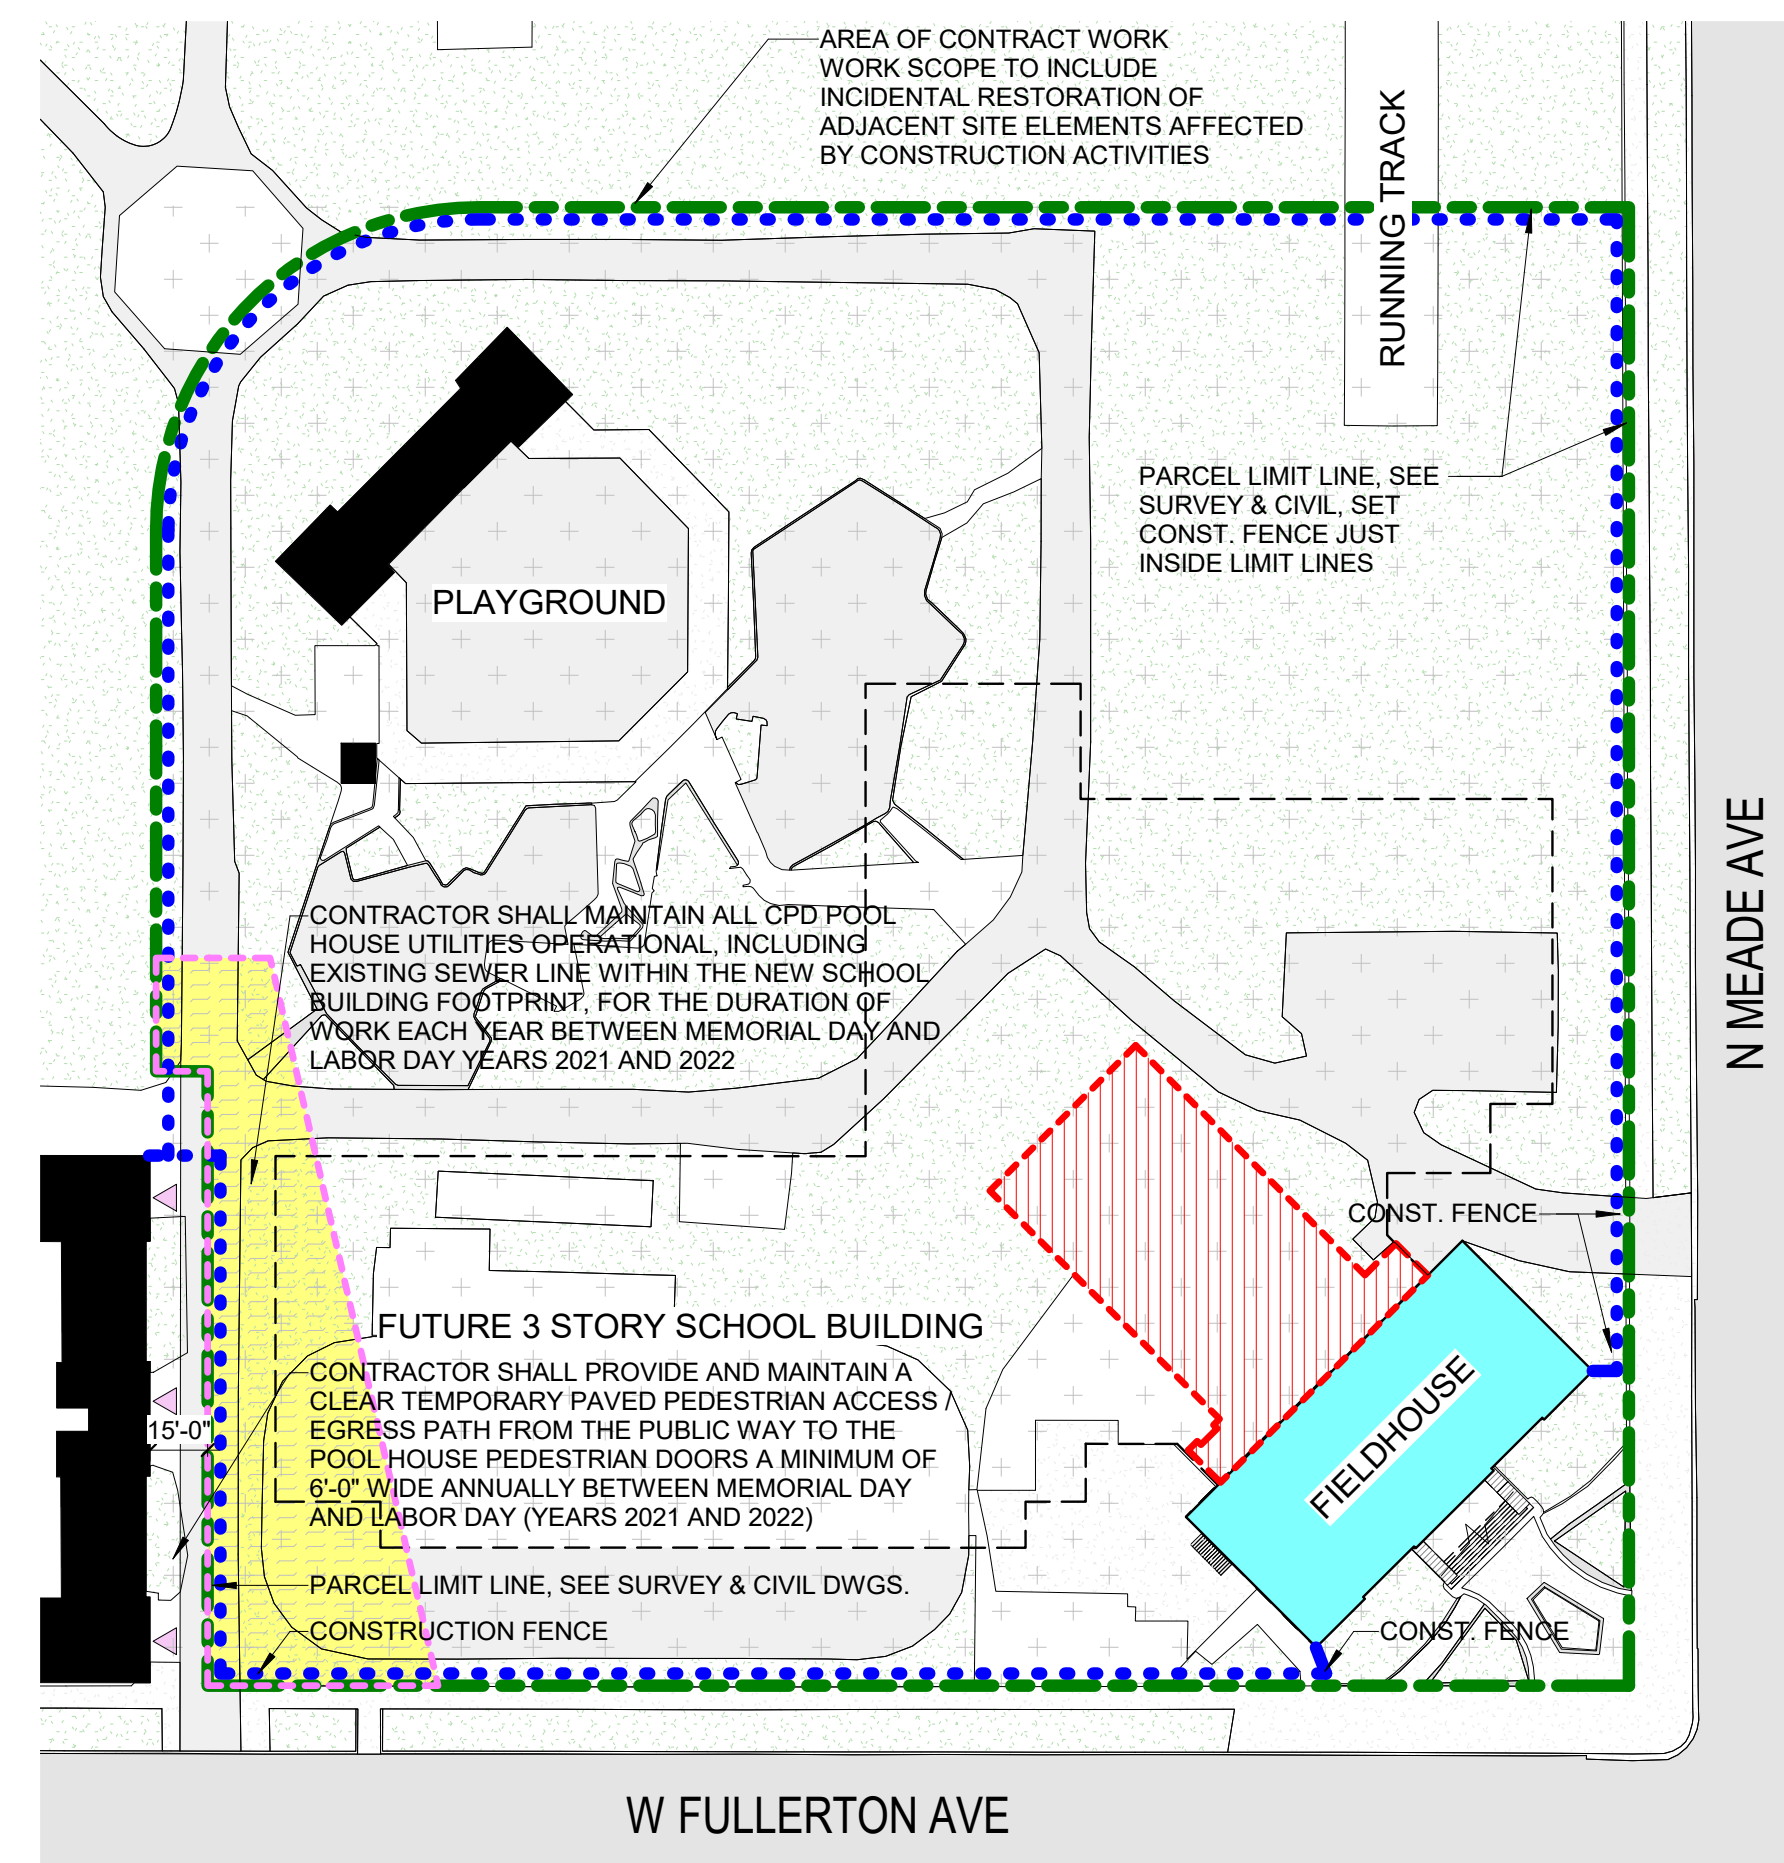 AREA OF CONTRACT WORK
WORK SCOPE TO INCLUDE
INCIDENTAL RESTORATION OF
ADJACENT SITE ELEMENTS AFFECTED
BY CONSTRUCTION ACTIVITIES
RUNNING TRACK
PARCEL LIMIT LINE, SEE
SURVEY & CIVIL, SET
CONST. FENCE JUST
INSIDE LIMIT LINES
PLAYGROUND
N MEADE AVE
CONTRACTOR SHALL MAINTAIN ALL CPD POOL
HOUSE UTILITIES OPERATIONAL, INCLUDING
EXISTING SEWER LINE WITHIN THE NEW SCHOOL
BUILDING FOOTPRINT, FOR THE DURATION OF
WORK EACH YEAR BETWEEN MEMORIAL DAY AND
LABOR DAY YEARS 2021 AND 2022
CONST. FENCE
FUTURE 3 STORY SCHOOL BUILDING
CONTRACTOR SHALL PROVIDE AND MAINTAIN A
CLEAR TEMPORARY PAVED PEDESTRIAN ACCESS /
EGRESS PATH FROM THE PUBLIC WAY TO THE
POOL HOUSE PEDESTRIAN DOORS A MINIMUM OF
6'-0" WIDE ANNUALLY BETWEEN MEMORIAL DAY
AND LABOR DAY (YEARS 2021 AND 2022)
15'-0"
FIELDHOUSE
PARCEL LIMIT LINE, SEE SURVEY & CIVIL DWGS.
CONSTRUCTION FENCE
CONST. FENCE
W FULLERTON AVE